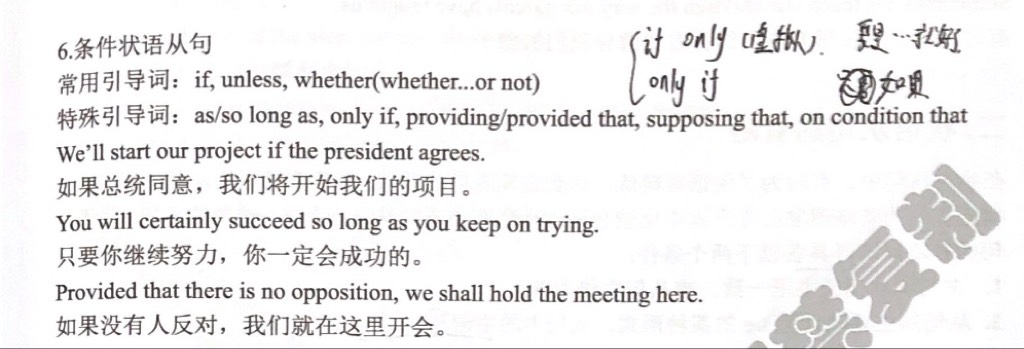 6.条件状语从句
if only (虚拟). 要是…就好
only if 如果
常用引导词：if, unless, whether(whether...or not)
特殊引导词：as/so long as, only if, providing/provided that, supposing that, on condition that
We’ll start our project if the president agrees.
如果总统同意，我们将开始我们的项目。
You will certainly succeed so long as you keep on trying.
只要你继续努力，你一定会成功的。
Provided that there is no opposition, we shall hold the meeting here.
如果没有人反对，我们就在这里开会。
复制